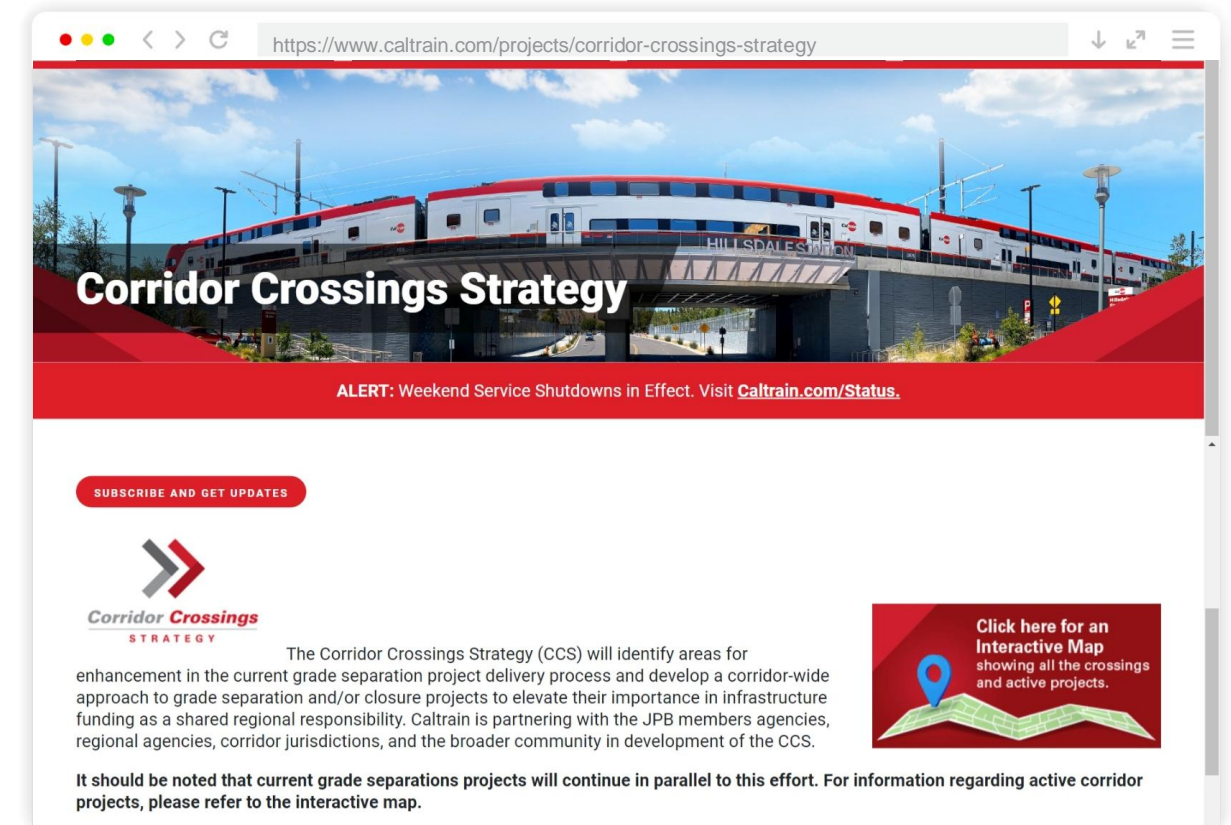 https://www.caltrain.com/projects/corridor-crossings-strategy
HILLSDALE STATION
Corridor Crossings Strategy
ALERT: Weekend Service Shutdowns in Effect. Visit Caltrain.com/Status.
SUBSCRIBE AND GET UPDATES
Corridor Crossings
STRATEGY
Click here for an
Interactive Map
showing all the crossings
and active projects.
The Corridor Crossings Strategy (CCS) will identify areas for
enhancement in the current grade separation project delivery process and develop a corridor-wide
approach to grade separation and/or closure projects to elevate their importance in infrastructure
funding as a shared regional responsibility. Caltrain is partnering with the JPB members agencies,
regional agencies, corridor jurisdictions, and the broader community in development of the CCS.
It should be noted that current grade separations projects will continue in parallel to this effort. For information regarding active corridor
projects, please refer to the interactive map.